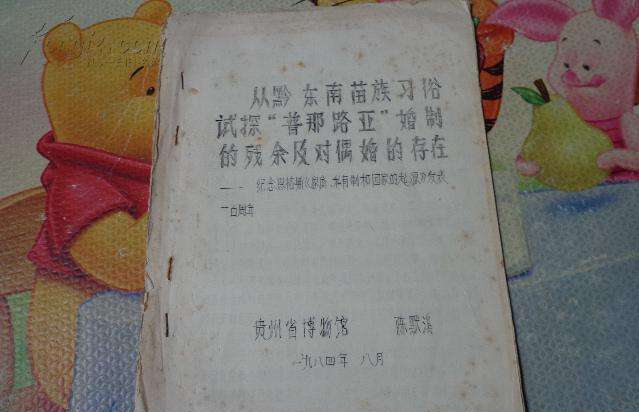 从黔东南苗族习俗
试探“普那路亚”婚制
的残余及对偶婚的存在
——纪念恩格斯《家庭、私有制和国家的起源》发表
一百周年
贵州省博物馆 陈默溪
一九八四年 八月